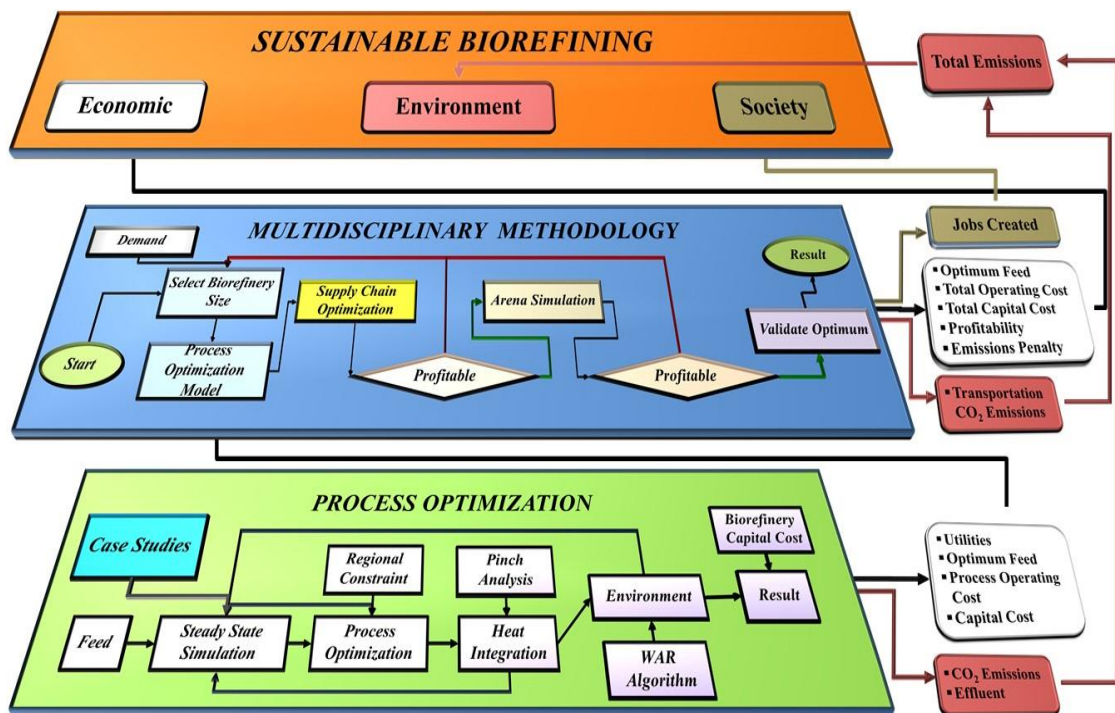 SUSTAINABLE BIOREFINING
Total Emissions
Economic
Environment
Society
MULTIDISCIPLINARY METHODOLOGY
Demand
Select Biorefinery
Size
Supply Chain
Optimization
Arena Simulation
Result
Start
Process
Optimization
Model
Profitable
Profitable
Validate Optimum
Jobs Created
▪ Optimum Feed
▪ Total Operating Cost
▪ Total Capital Cost
▪ Profitability
▪ Emissions Penalty
▪ Transportation
CO₂ Emissions
PROCESS OPTIMIZATION
Case Studies
Regional
Constraint
Pinch
Analysis
Biorefinery
Capital Cost
Feed
Steady State
Simulation
Process
Optimization
Heat
Integration
Environment
Result
WAR
Algorithm
▪ Utilities
▪ Optimum Feed
▪ Process Operating
Cost
▪ Capital Cost
▪ CO₂ Emissions
▪ Effluent